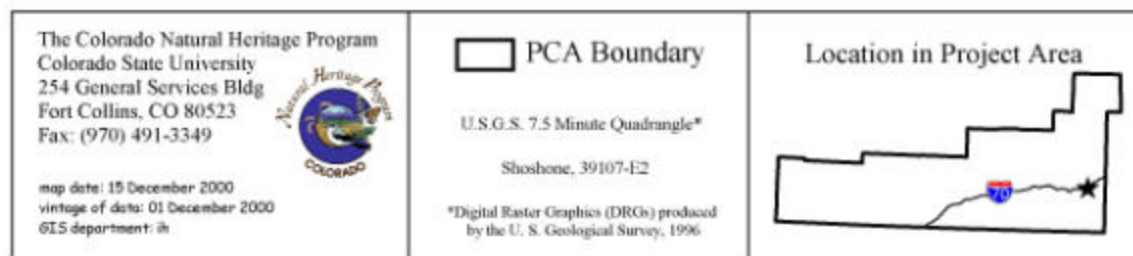 The Colorado Natural Heritage Program
Colorado State University
254 General Services Bldg
Fort Collins, CO 80523
Fax: (970) 491-3349
Natural Heritage Program
COLORADO
map date: 15 December 2000
vintage of data: 01 December 2000
GIS department: ih
PCA Boundary
U.S.G.S. 7.5 Minute Quadrangle*
Shoshone, 39107-E2
*Digital Raster Graphics (DRGs) produced
by the U. S. Geological Survey, 1996
Location in Project Area
70